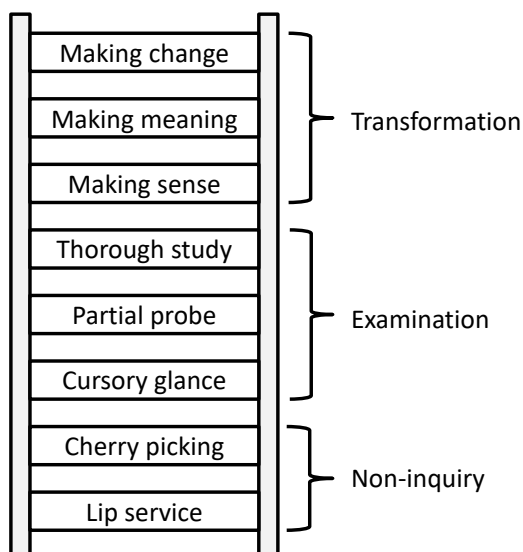 Making change
Making meaning
Transformation
Making sense
Thorough study
Partial probe
Examination
Cursory glance
Cherry picking
Non-inquiry
Lip service